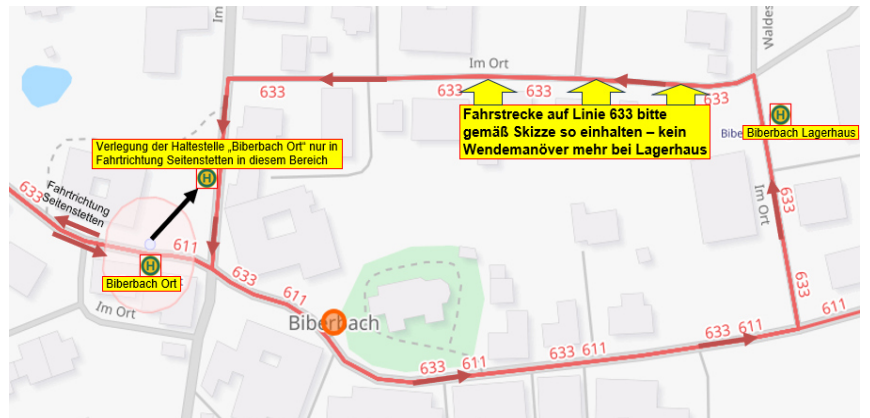 Im
Waldes
Im Ort
633
633
633
633
Fahrstrecke auf Linie 633 bitte
gemäß Skizze so einhalten – kein
Wendemanöver mehr bei Lagerhaus
H
Biberbach Lagerhaus
Verlegung der Haltestelle „Biberbach Ort" nur in
Fahrtrichtung Seitenstetten in diesem Bereich
H
633
Fahrtrichtung
Seitenstetten
Im Ort
633
633
611
H
Biberbach Ort
633
611
Im Ort
Biberbach
633 611
633 611
633 611